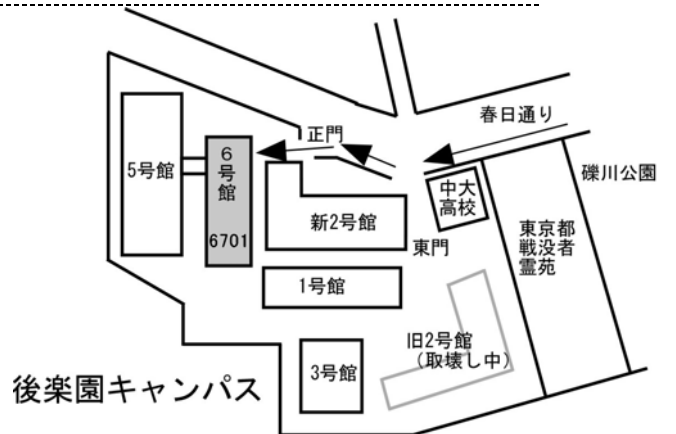 春日通り
正門
礫川公園
5号館
6
号
館
6701
中大
高校
新2号館
東門
東京都
戦没者
霊苑
1号館
旧2号館
(取壊し中)
3号館
後楽園キャンパス